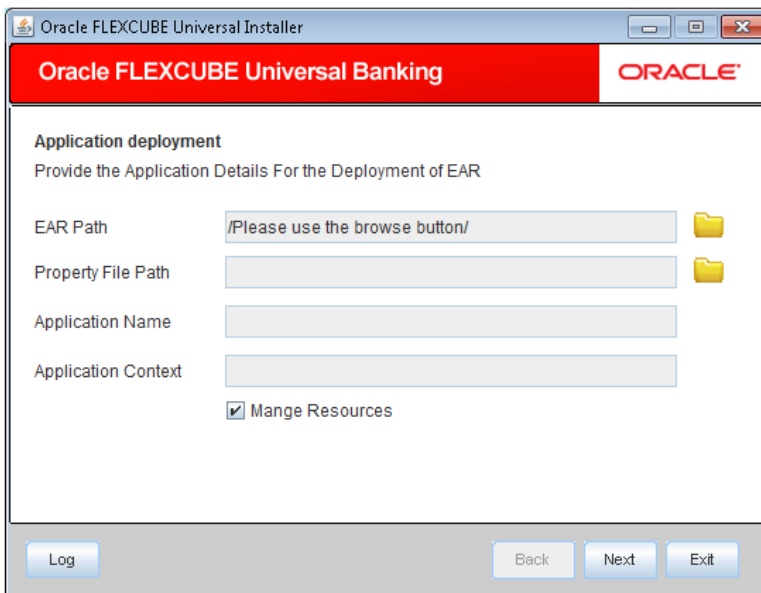 Oracle FLEXCUBE Universal Installer
Oracle FLEXCUBE Universal Banking
ORACLE
Application deployment
Provide the Application Details For the Deployment of EAR
EAR Path
/Please use the browse button/
Property File Path
Application Name
Application Context
Mange Resources
Log
Back
Next
Exit